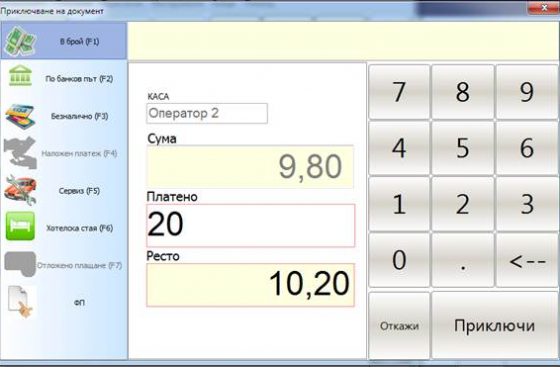 Приключване на документ
В брой (F1)
По банков път (F2)
Безналично (F3)
Наложен платеж (F4)
Сервиз (F5)
Хотелска стая (F6)
Отложено плащане (F7)
ФП
КАСА
Оператор 2
Сума
9,80
Платено
20
Ресто
10,20
7 8 9
4 5 6
1 2 3
0 . <--
Откажи Приключи